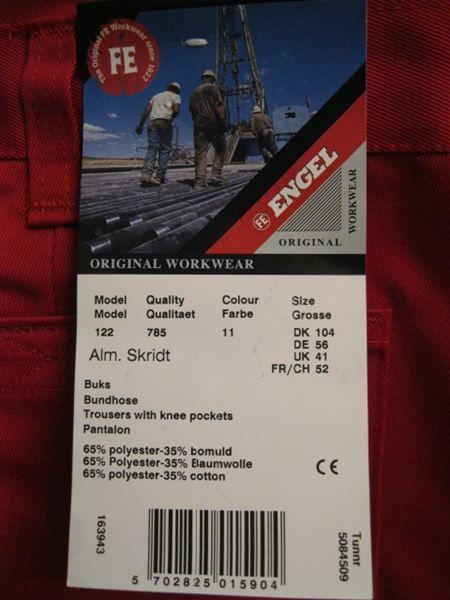 The Original FE Workwear since 1927
FE
FE ENGEL
ORIGINAL
WORKWEAR
ORIGINAL WORKWEAR
Model Quality Colour Size
Model Qualitaet Farbe Grosse
122 785 11 DK 104
DE 56
UK 41
FR/CH 52
Alm. Skridt
Buks
Bundhose
Trousers with knee pockets
Pantalon
65% polyester-35% bomuld
65% Polyester-35% Baumwolle
65% polyester-35% cotton
CE
163943
Tunnr
5084509
5 702825 015904